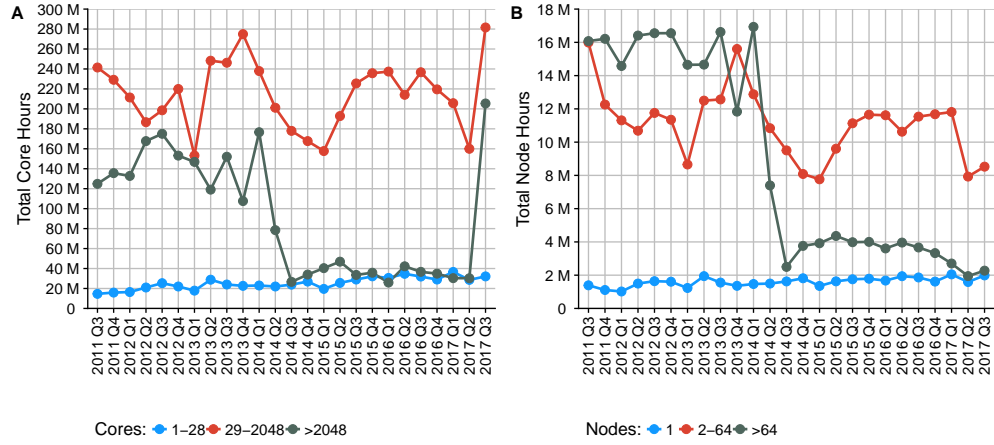 A
Total Core Hours
300 M
280 M
260 M
240 M
220 M
200 M
180 M
160 M
140 M
120 M
100 M
80 M
60 M
40 M
20 M
0
2011 Q3
2011 Q4
2012 Q1
2012 Q2
2012 Q3
2012 Q4
2013 Q1
2013 Q2
2013 Q3
2013 Q4
2014 Q1
2014 Q2
2014 Q3
2014 Q4
2015 Q1
2015 Q2
2015 Q3
2015 Q4
2016 Q1
2016 Q2
2016 Q3
2016 Q4
2017 Q1
2017 Q2
2017 Q3
Cores: 1–28 29–2048 >2048
B
Total Node Hours
18 M
16 M
14 M
12 M
10 M
8 M
6 M
4 M
2 M
0
2011 Q3
2011 Q4
2012 Q1
2012 Q2
2012 Q3
2012 Q4
2013 Q1
2013 Q2
2013 Q3
2013 Q4
2014 Q1
2014 Q2
2014 Q3
2014 Q4
2015 Q1
2015 Q2
2015 Q3
2015 Q4
2016 Q1
2016 Q2
2016 Q3
2016 Q4
2017 Q1
2017 Q2
2017 Q3
Nodes: 1 2–64 >64